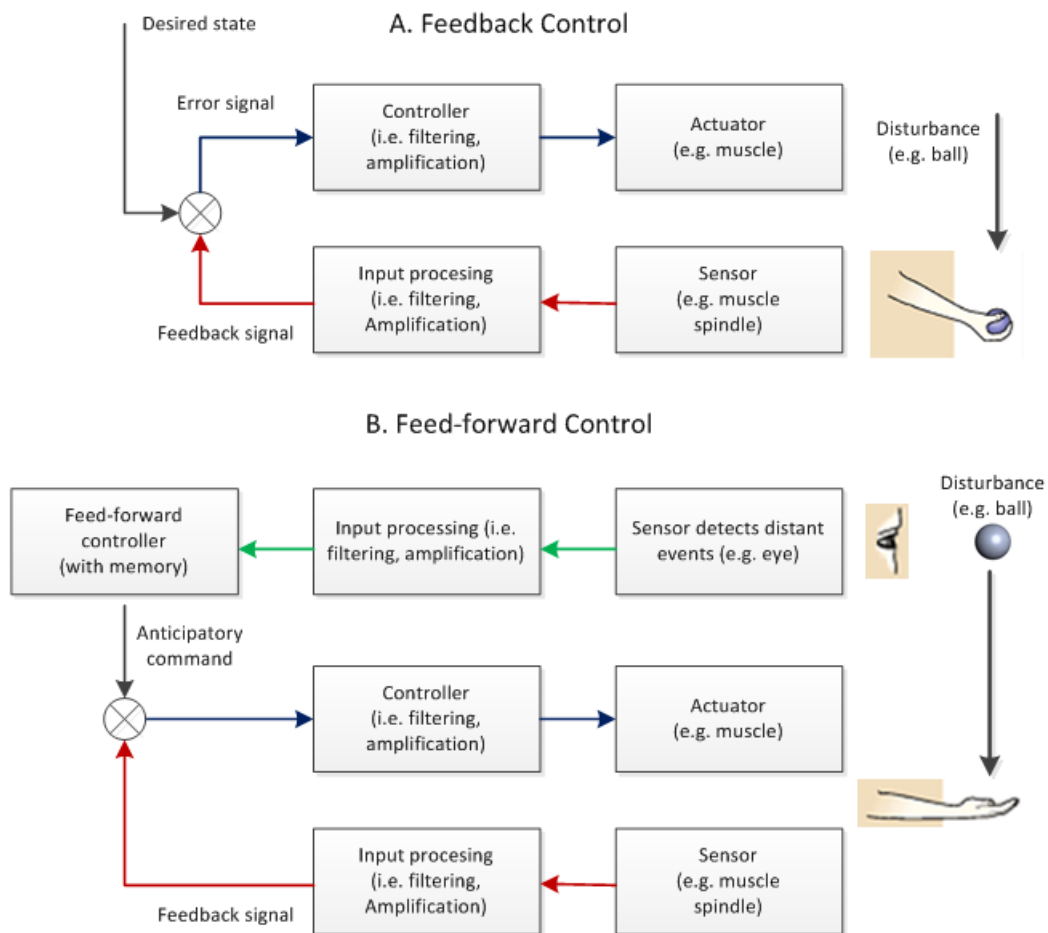 A. Feedback Control
Desired state
Error signal
Controller
(i.e. filtering,
amplification)
Actuator
(e.g. muscle)
Disturbance
(e.g. ball)
Input procesing
(i.e. filtering,
Amplification)
Sensor
(e.g. muscle
spindle)
Feedback signal
B. Feed-forward Control
Feed-forward
controller
(with memory)
Input processing (i.e.
filtering, amplification)
Sensor detects distant
events (e.g. eye)
Disturbance
(e.g. ball)
Anticipatory
command
Controller
(i.e. filtering,
amplification)
Actuator
(e.g. muscle)
Input procesing
(i.e. filtering,
Amplification)
Sensor
(e.g. muscle
spindle)
Feedback signal